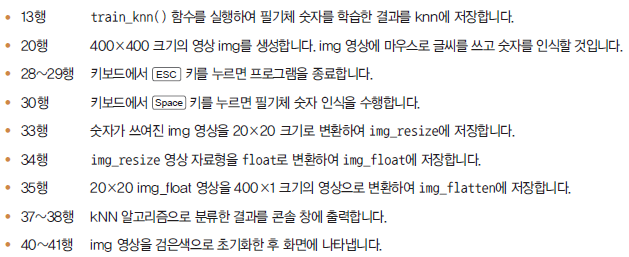 • 13행 train_knn() 함수를 실행하여 필기체 숫자를 학습한 결과를 knn에 저장합니다.
• 20행 400×400 크기의 영상 img를 생성합니다. img 영상에 마우스로 글씨를 쓰고 숫자를 인식할 것입니다.
• 28~29행 키보드에서 ESC 키를 누르면 프로그램을 종료합니다.
• 30행 키보드에서 Space 키를 누르면 필기체 숫자 인식을 수행합니다.
• 33행 숫자가 쓰여진 img 영상을 20×20 크기로 변환하여 img_resize에 저장합니다.
• 34행 img_resize 영상 자료형을 float로 변환하여 img_float에 저장합니다.
• 35행 20×20 img_float 영상을 400×1 크기의 영상으로 변환하여 img_flatten에 저장합니다.
• 37~38행 kNN 알고리즘으로 분류한 결과를 콘솔 창에 출력합니다.
• 40~41행 img 영상을 검은색으로 초기화한 후 화면에 나타냅니다.